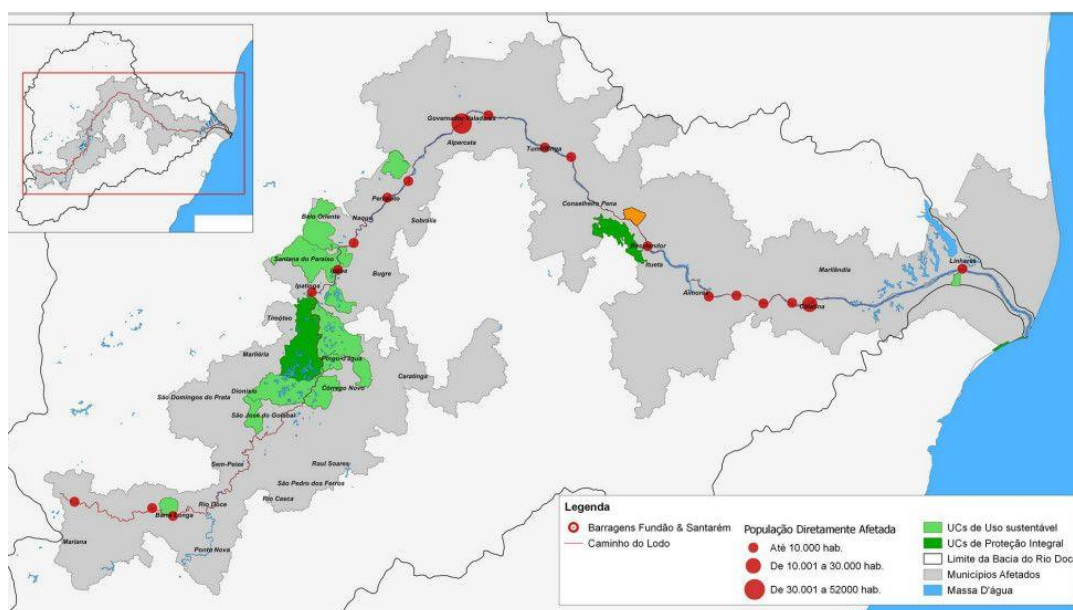 Governador Valadares
Alpercata
Tumiritinga
Periquito
Conselheiro Pena
Naque
Sobrália
Belo Oriente
Resplendor
Itueta
Santana do Paraíso
Marilândia
Linhares
Bugre
Ipatinga
Aimorés
Colatina
Timóteo
Marliéria
Pingo-d'água
Caratinga
Dionísio
Córrego Novo
São Domingos do Prata
São José do Goiabal
Sem-Peixe
Raul Soares
São Pedro dos Ferros
Rio Casca
Rio Doce
Barra Longa
Mariana
Ponte Nova
Legenda
Barragens Fundão & Santarém
Caminho do Lodo
População Diretamente Afetada
Até 10.000 hab.
De 10.001 a 30.000 hab.
De 30.001 a 52000 hab.
UCs de Uso sustentável
UCs de Proteção Integral
Limite da Bacia do Rio Doc
Municípios Afetados
Massa D'água